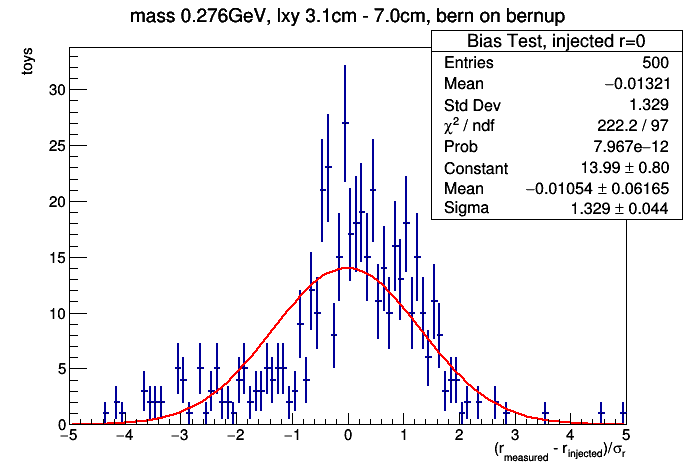 mass 0.276GeV, lxy 3.1cm - 7.0cm, bern on bernup
toys
Bias Test, injected r=0
Entries 500
Mean −0.01321
Std Dev 1.329
χ² / ndf 222.2 / 97
Prob 7.967e−12
Constant 13.99 ± 0.80
Mean −0.01054 ± 0.06165
Sigma 1.329 ± 0.044
30
25
20
15
10
5
0
−5 −4 −3 −2 −1 0 1 2 3 4 5
(r_measured - r_injected)/σ_r